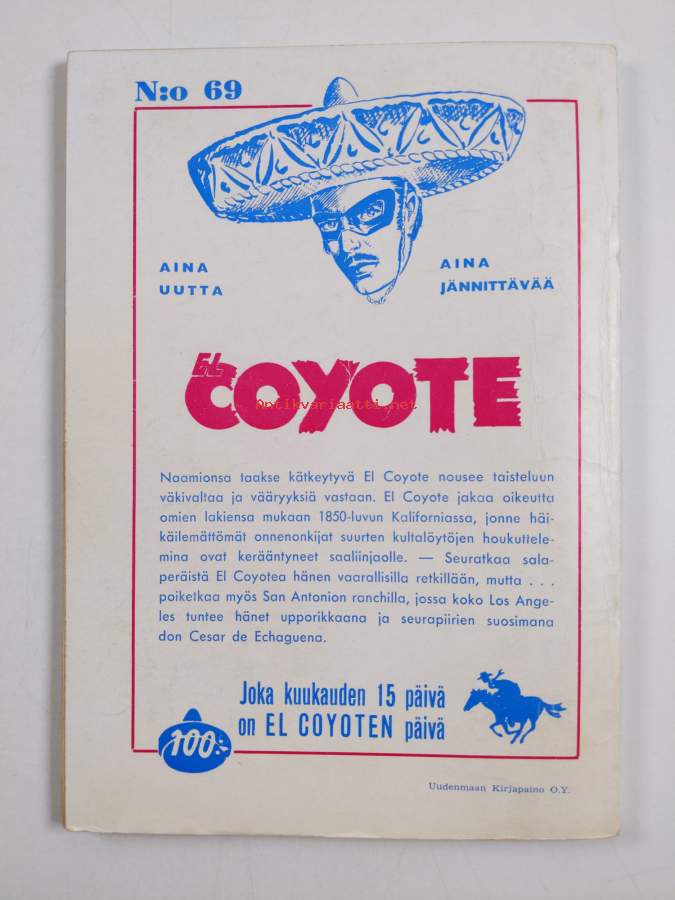 N:o 69
AINA
UUTTA
AINA
JÄNNITTÄVÄÄ
EL
COYOTE
Antikvariaatti.net
Naamionsa taakse kätkeytyvä El Coyote nousee taisteluun
väkivaltaa ja vääryyksiä vastaan. El Coyote jakaa oikeutta
omien lakiensa mukaan 1850-luvun Kaliforniassa, jonne häi-
käilemättömät onnenonkijat suurten kultalöytöjen houkuttele-
mina ovat kerääntyneet saaliinjaolle. — Seuratkaa sala-
peräistä El Coyotea hänen vaarallisilla retkillään, mutta . . .
poiketkaa myös San Antonion ranchilla, jossa koko Los Ange-
les tuntee hänet upporikkaana ja seurapiirien suosimana
don Cesar de Echaguena.
Joka kuukauden 15 päivä
on EL COYOTEN päivä
100:-
Uudenmaan Kirjapaino O.Y.